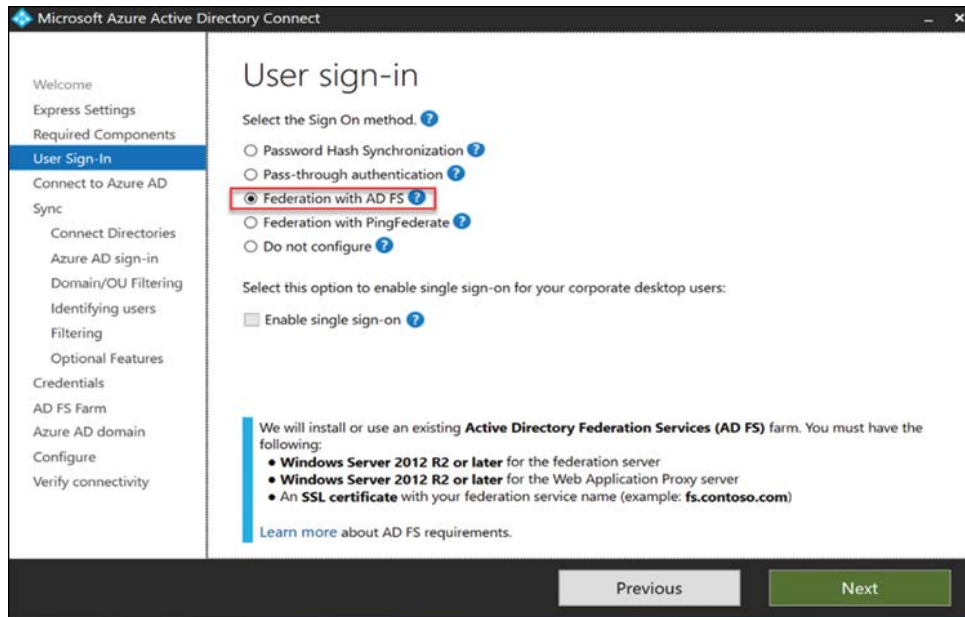 Microsoft Azure Active Directory Connect
Welcome
Express Settings
Required Components
User Sign-In
Connect to Azure AD
Sync
Connect Directories
Azure AD sign-in
Domain/OU Filtering
Identifying users
Filtering
Optional Features
Credentials
AD FS Farm
Azure AD domain
Configure
Verify connectivity
User sign-in
Select the Sign On method. ?
Password Hash Synchronization ?
Pass-through authentication ?
Federation with AD FS ?
Federation with PingFederate ?
Do not configure ?
Select this option to enable single sign-on for your corporate desktop users:
Enable single sign-on ?
We will install or use an existing Active Directory Federation Services (AD FS) farm. You must have the
following:
• Windows Server 2012 R2 or later for the federation server
• Windows Server 2012 R2 or later for the Web Application Proxy server
• An SSL certificate with your federation service name (example: fs.contoso.com)
Learn more about AD FS requirements.
Previous
Next